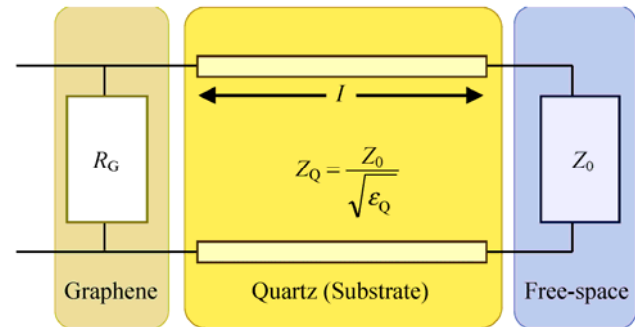 I
R_G
Z_Q = Z_0 / √ε_Q
Z_0
Graphene
Quartz (Substrate)
Free-space